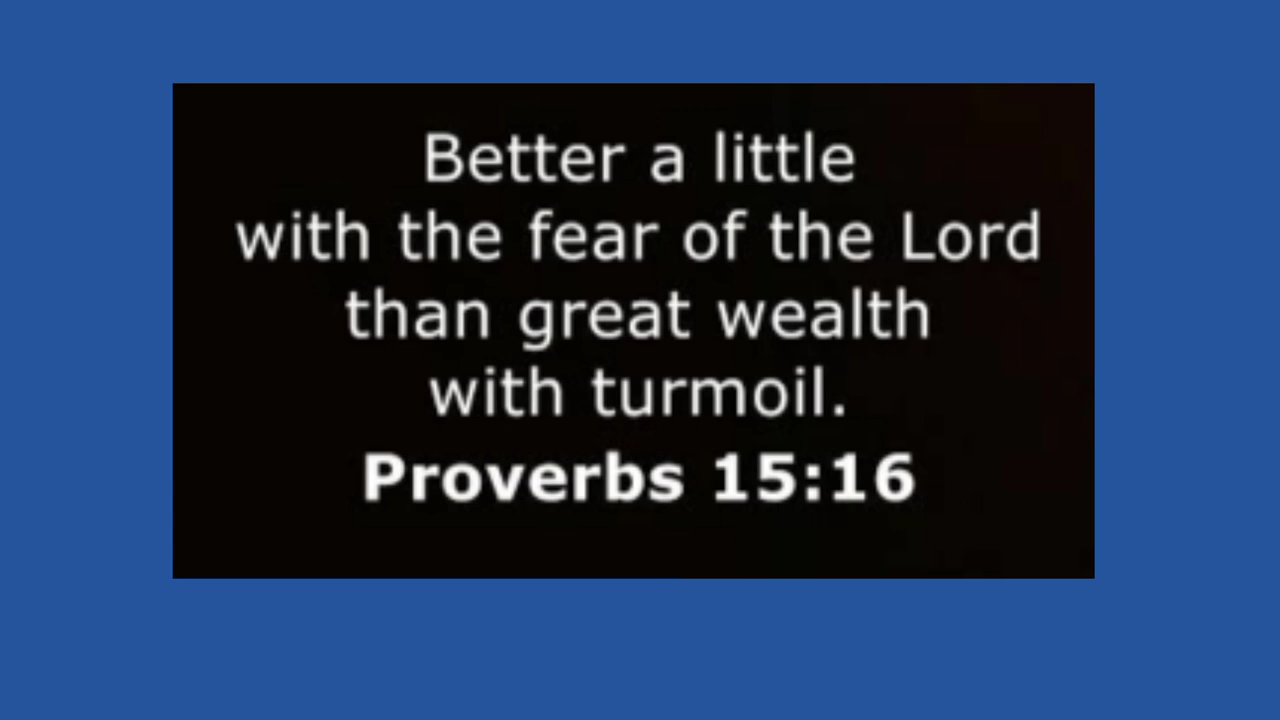 Better a little
with the fear of the Lord
than great wealth
with turmoil.
Proverbs 15:16